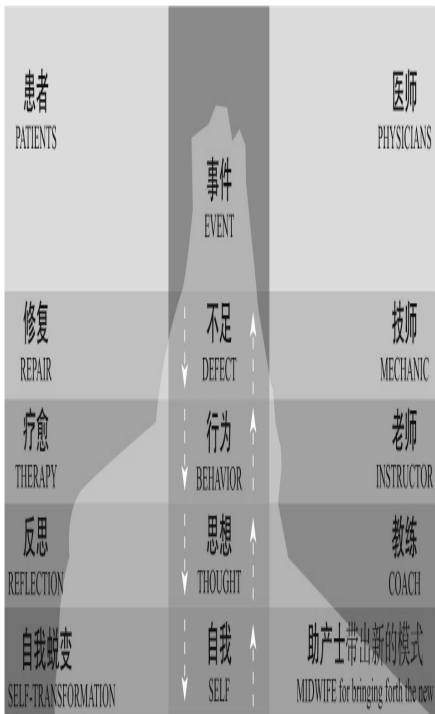 患者
PATIENTS
医师
PHYSICIANS
事件
EVENT
修复
REPAIR
不足
DEFECT
技师
MECHANIC
疗愈
THERAPY
行为
BEHAVIOR
老师
INSTRUCTOR
反思
REFLECTION
思想
THOUGHT
教练
COACH
自我蜕变
SELF-TRANSFORMATION
自我
SELF
助产士带出新的模式
MIDWIFE for bringing forth the new